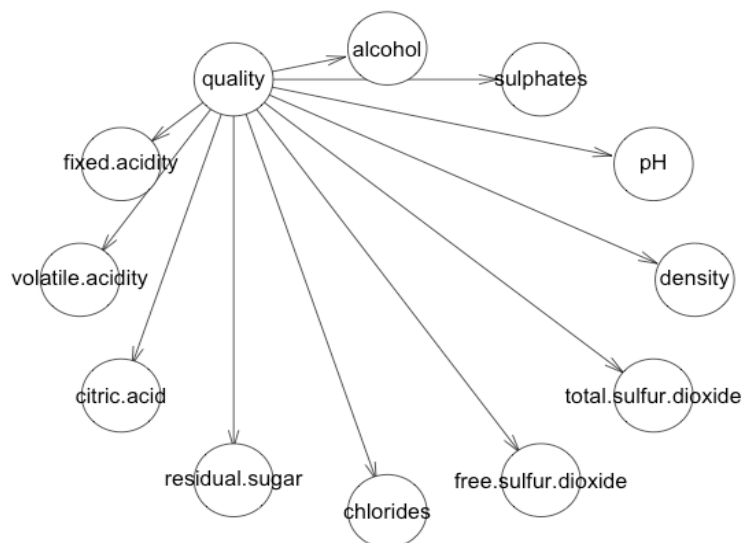 alcohol
quality
sulphates
fixed.acidity
pH
volatile.acidity
density
citric.acid
total.sulfur.dioxide
residual.sugar
free.sulfur.dioxide
chlorides